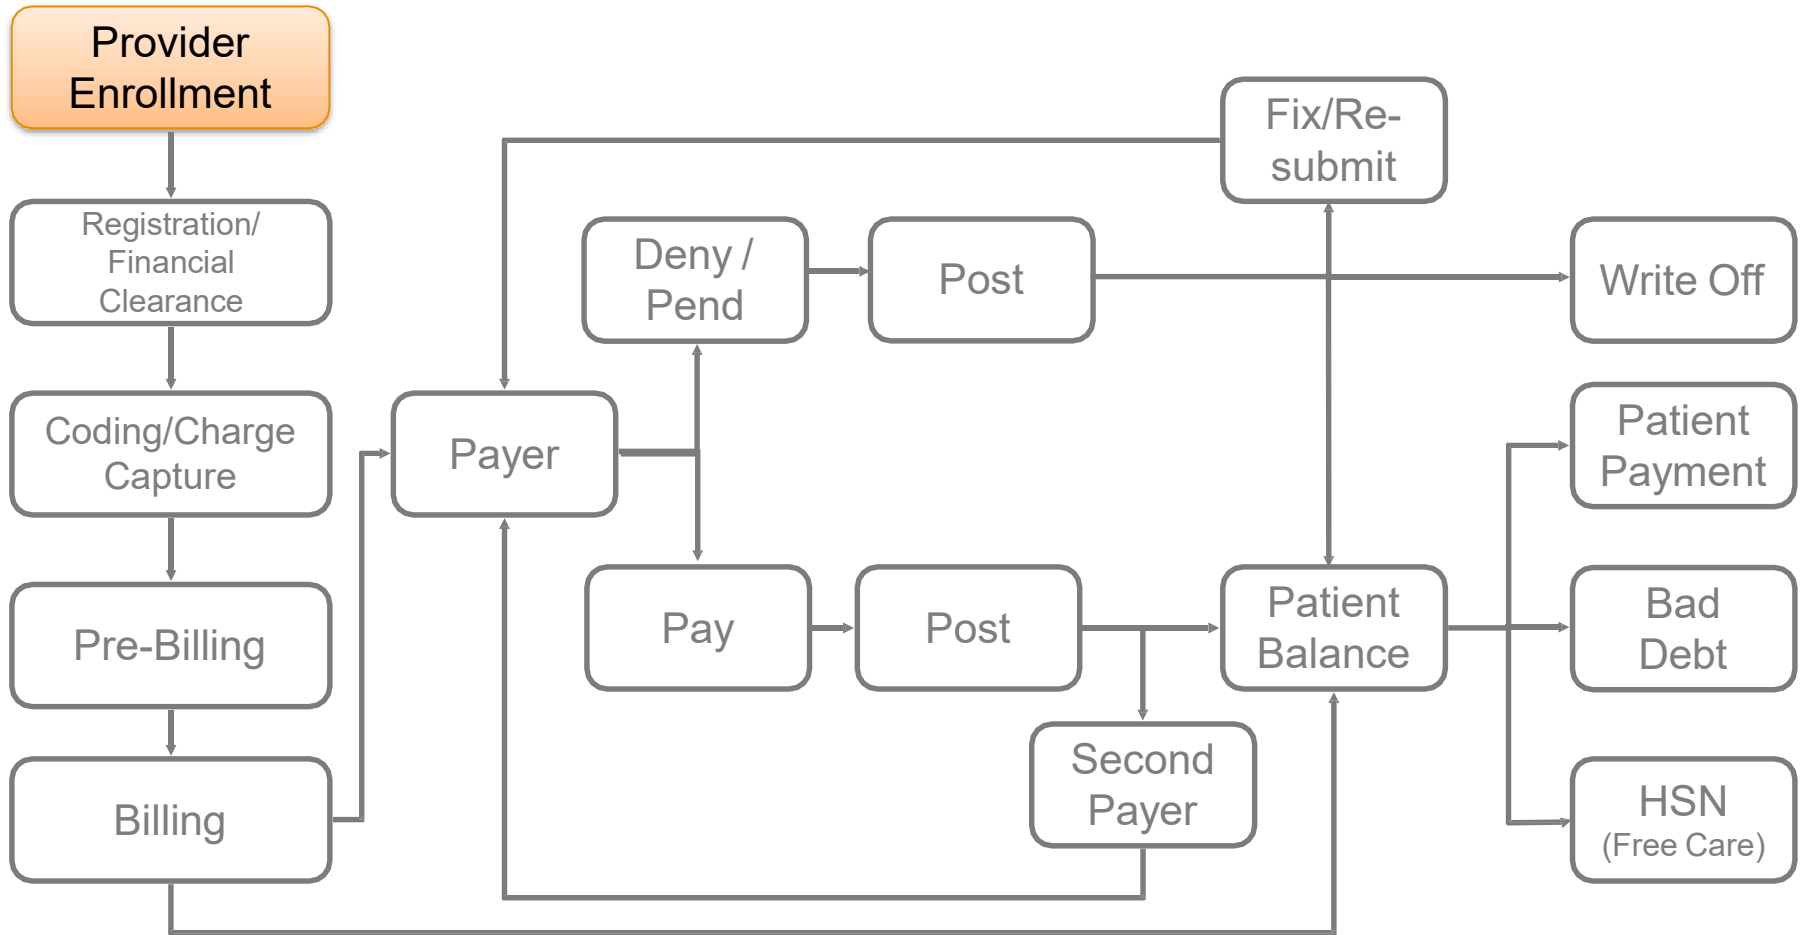 Provider
Enrollment
Registration/
Financial
Clearance
Coding/Charge
Capture
Pre-Billing
Billing
Payer
Deny /
Pend
Post
Pay
Post
Second
Payer
Fix/Re-
submit
Patient
Balance
Write Off
Patient
Payment
Bad
Debt
HSN
(Free Care)